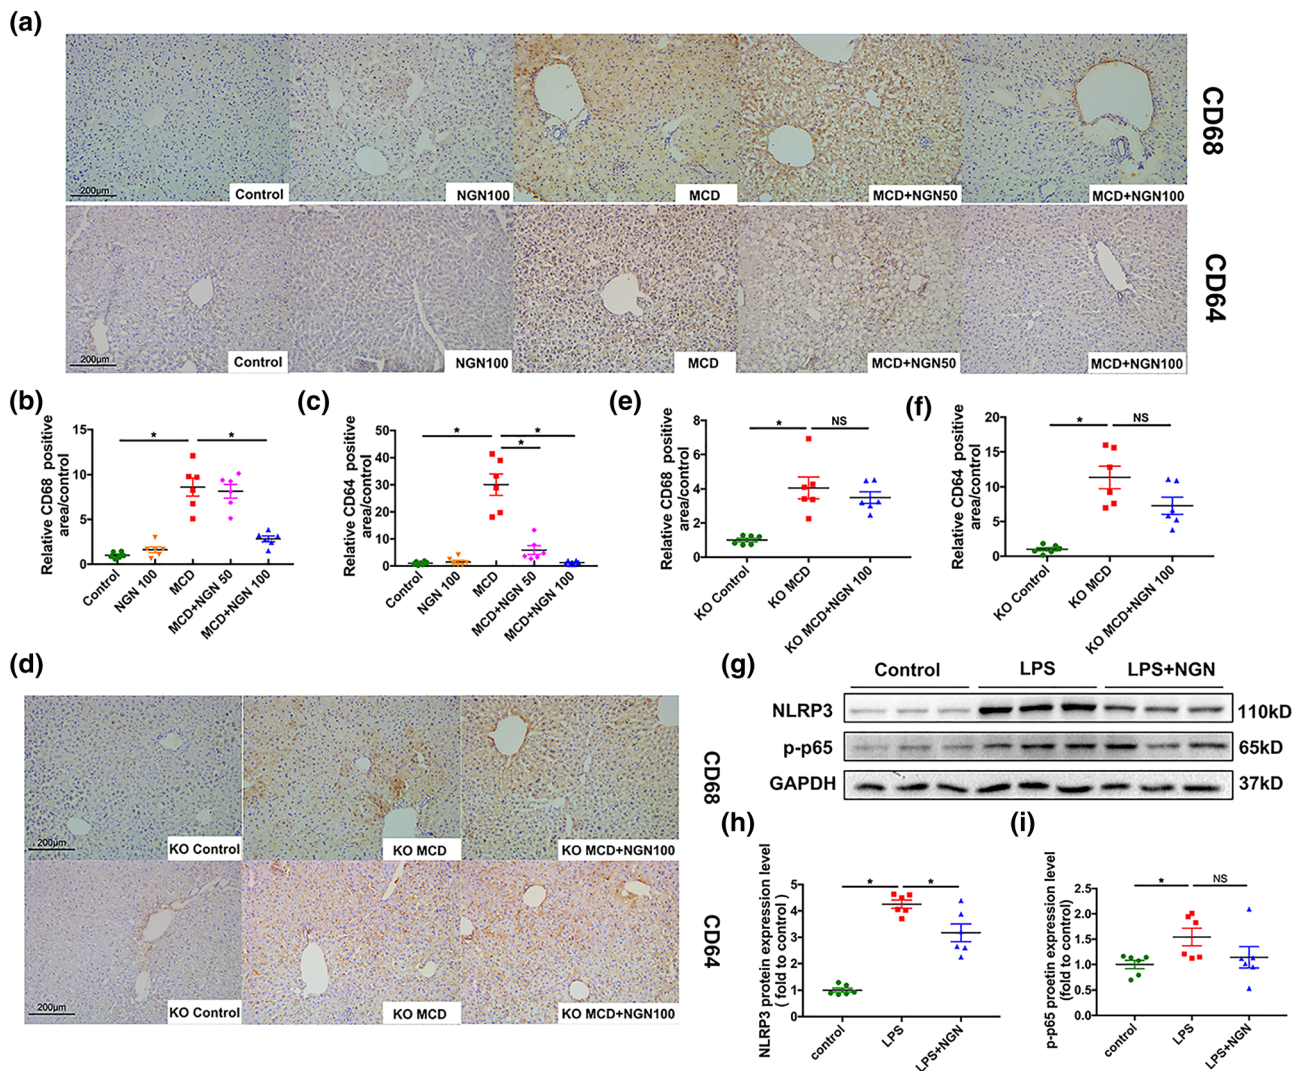 (a)
CD68
200μm
Control
NGN100
MCD
MCD+NGN50
MCD+NGN100
CD64
200μm
Control
NGN100
MCD
MCD+NGN50
MCD+NGN100
(b)
Relative CD68 positive
area/control
15
10
5
0
*
*
Control
NGN 100
MCD
MCD+NGN 50
MCD+NGN 100
(c)
Relative CD64 positive
area/control
50
40
30
20
10
0
*
*
*
Control
NGN 100
MCD
MCD+NGN 50
MCD+NGN 100
(e)
Relative CD68 positive
area/control
8
6
4
2
0
*
NS
KO Control
KO MCD
KO MCD+NGN 100
(f)
Relative CD64 positive
area/control
20
15
10
5
0
*
NS
KO Control
KO MCD
KO MCD+NGN 100
(d)
CD68
200μm
KO Control
KO MCD
KO MCD+NGN100
CD64
200μm
KO Control
KO MCD
KO MCD+NGN100
(g)
Control
LPS
LPS+NGN
NLRP3
110kD
p-p65
65kD
GAPDH
37kD
(h)
NLRP3 protein expression level
( fold to control)
5
4
3
2
1
0
*
*
control
LPS
LPS+NGN
(i)
p-p65 proetin expression level
(fold to control)
2.5
2.0
1.5
1.0
0.5
0.0
*
NS
control
LPS
LPS+NGN